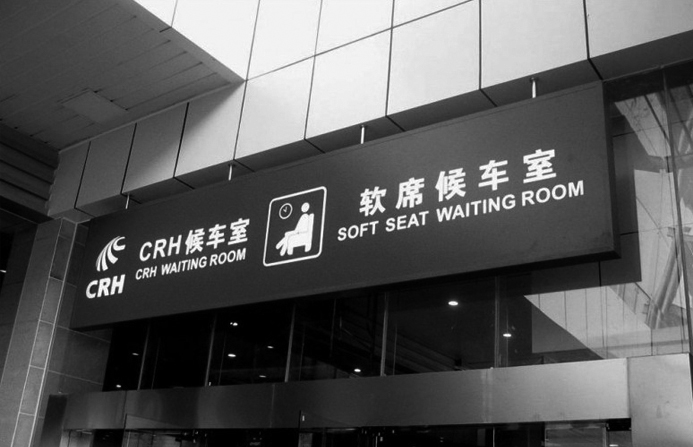 CRH
CRH候车室
CRH WAITING ROOM
软席候车室
SOFT SEAT WAITING ROOM